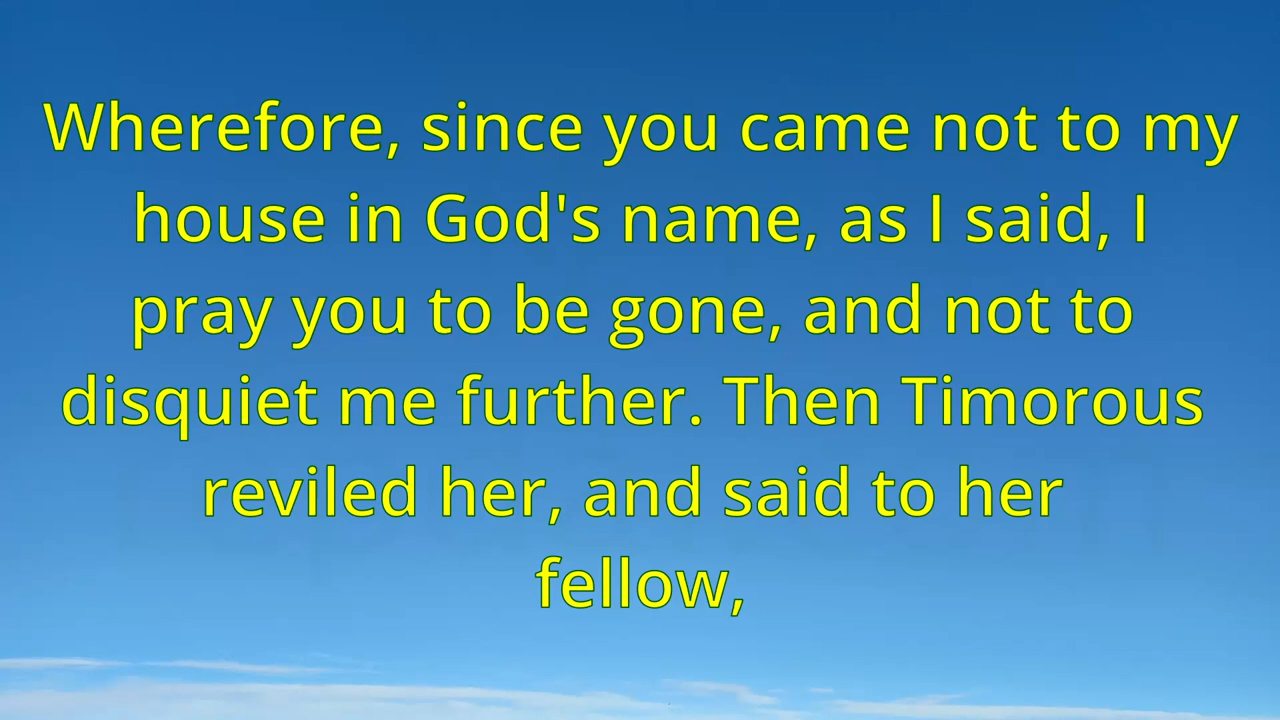 Wherefore, since you came not to my
house in God's name, as I said, I
pray you to be gone, and not to
disquiet me further. Then Timorous
reviled her, and said to her
fellow,